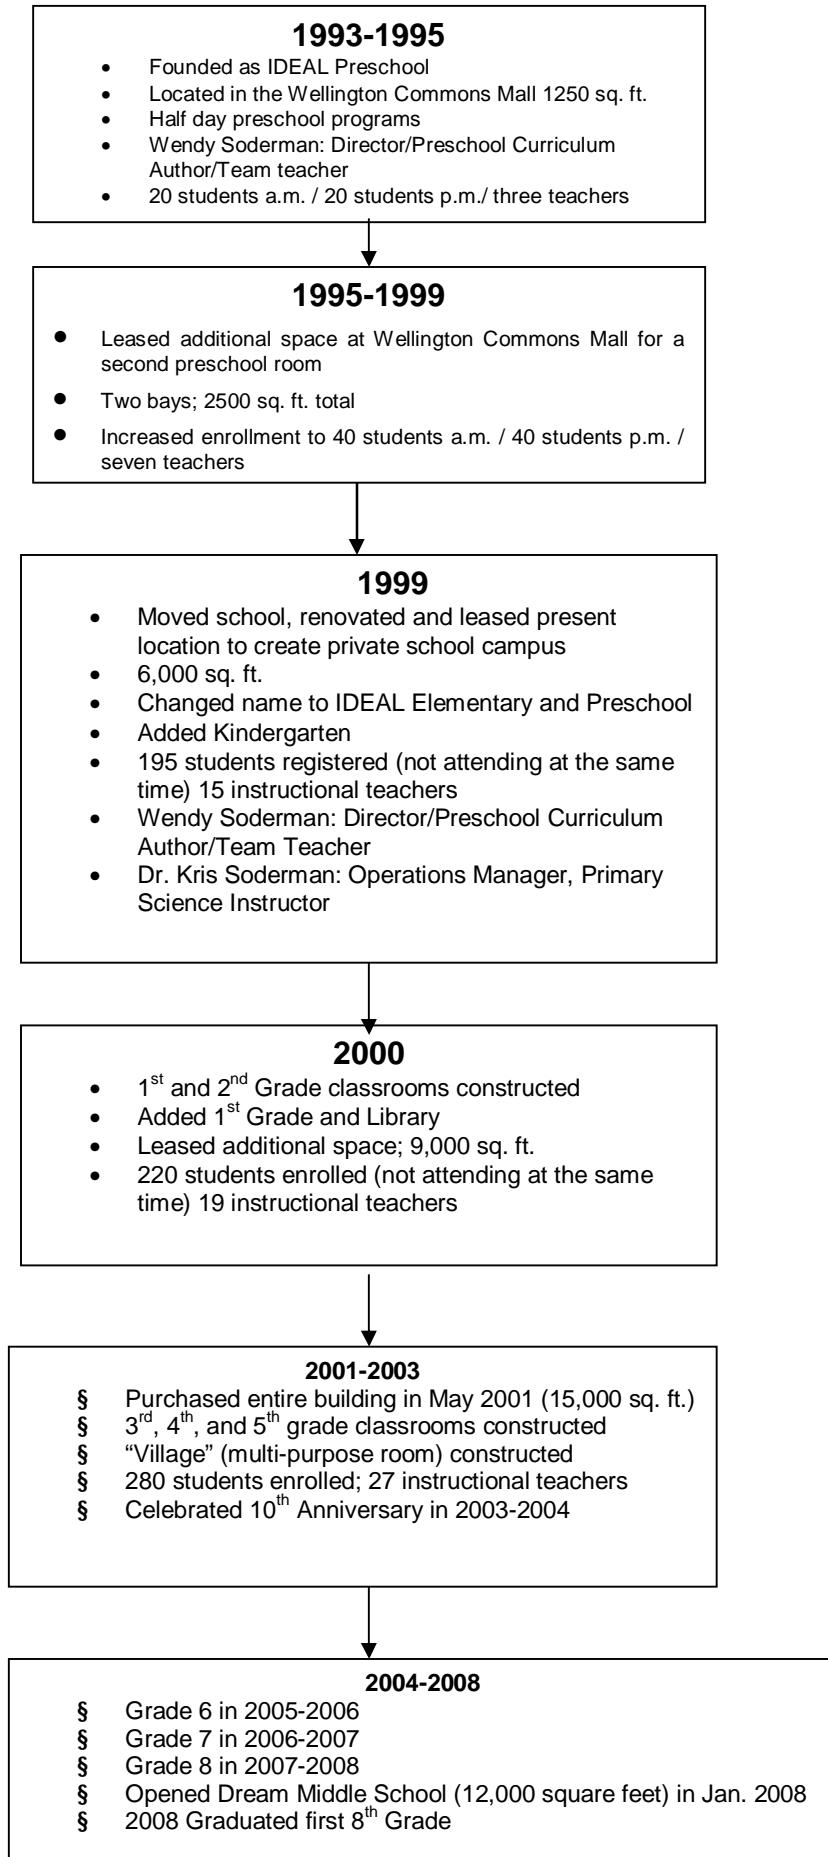 1993-1995
• Founded as IDEAL Preschool
• Located in the Wellington Commons Mall 1250 sq. ft.
• Half day preschool programs
• Wendy Soderman: Director/Preschool Curriculum
Author/Team teacher
• 20 students a.m. / 20 students p.m./ three teachers
1995-1999
• Leased additional space at Wellington Commons Mall for a
second preschool room
• Two bays; 2500 sq. ft. total
• Increased enrollment to 40 students a.m. / 40 students p.m. /
seven teachers
1999
• Moved school, renovated and leased present
location to create private school campus
• 6,000 sq. ft.
• Changed name to IDEAL Elementary and Preschool
• Added Kindergarten
• 195 students registered (not attending at the same
time) 15 instructional teachers
• Wendy Soderman: Director/Preschool Curriculum
Author/Team Teacher
• Dr. Kris Soderman: Operations Manager, Primary
Science Instructor
2000
• 1st and 2nd Grade classrooms constructed
• Added 1st Grade and Library
• Leased additional space; 9,000 sq. ft.
• 220 students enrolled (not attending at the same
time) 19 instructional teachers
2001-2003
§ Purchased entire building in May 2001 (15,000 sq. ft.)
§ 3rd, 4th, and 5th grade classrooms constructed
§ “Village” (multi-purpose room) constructed
§ 280 students enrolled; 27 instructional teachers
§ Celebrated 10th Anniversary in 2003-2004
2004-2008
§ Grade 6 in 2005-2006
§ Grade 7 in 2006-2007
§ Grade 8 in 2007-2008
§ Opened Dream Middle School (12,000 square feet) in Jan. 2008
§ 2008 Graduated first 8th Grade